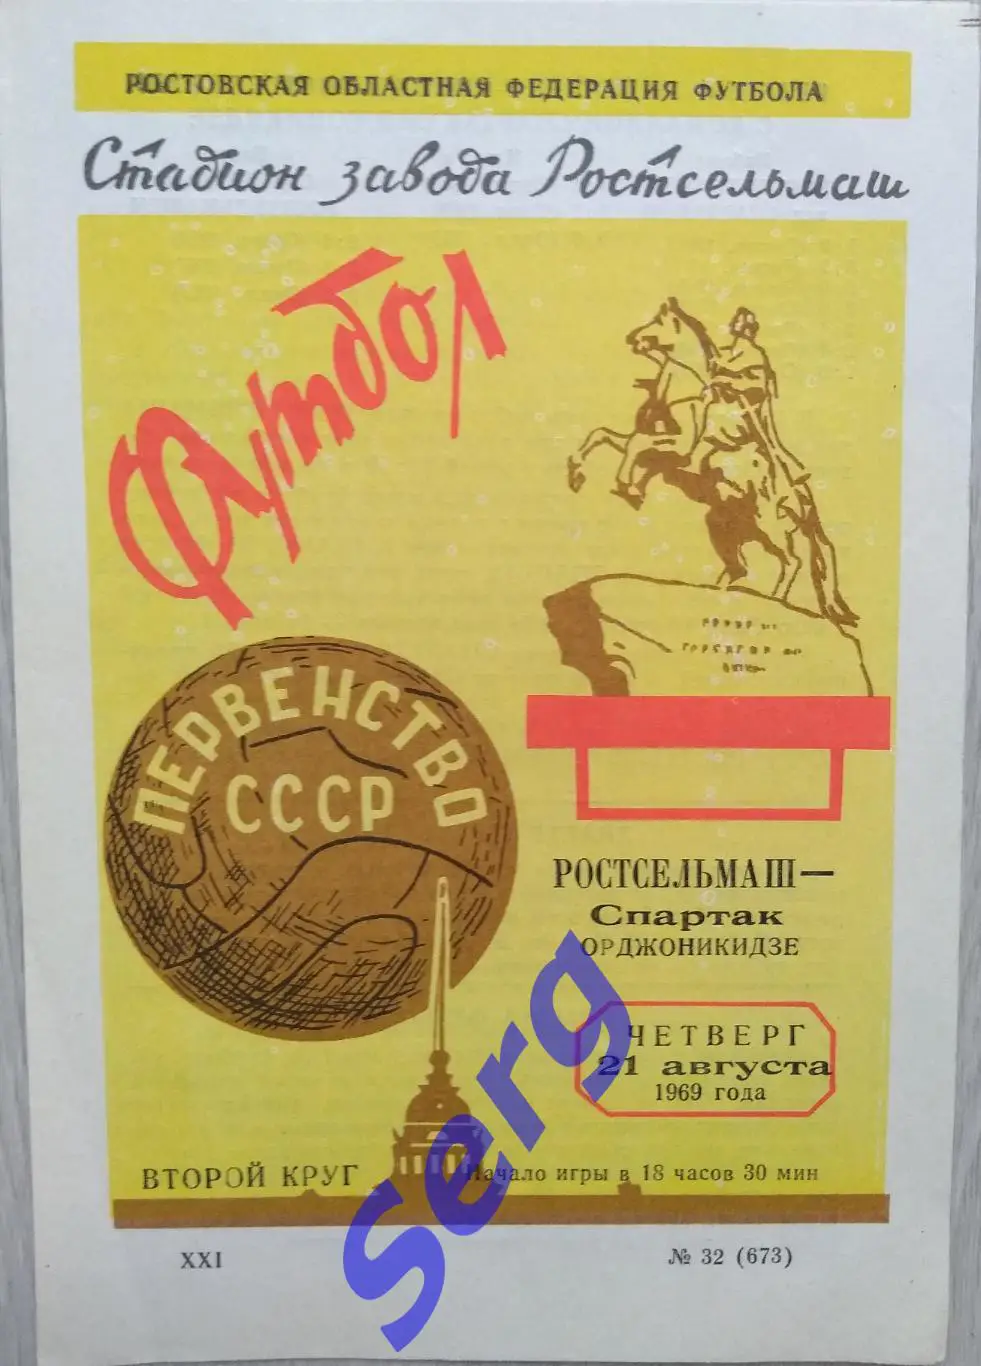 РОСТОВСКАЯ ОБЛАСТНАЯ ФЕДЕРАЦИЯ ФУТБОЛА
Стадион завода Ростсельмаш
Футбол
ПЕРВЕНСТВО
СССР
РОСТСЕЛЬМАШ—
Спартак
ОРДЖОНИКИДЗЕ
ЧЕТВЕРГ
21 августа
1969 года
ВТОРОЙ КРУГ
Начало игры в 18 часов 30 мин
XXI
№ 32 (673)
Serg